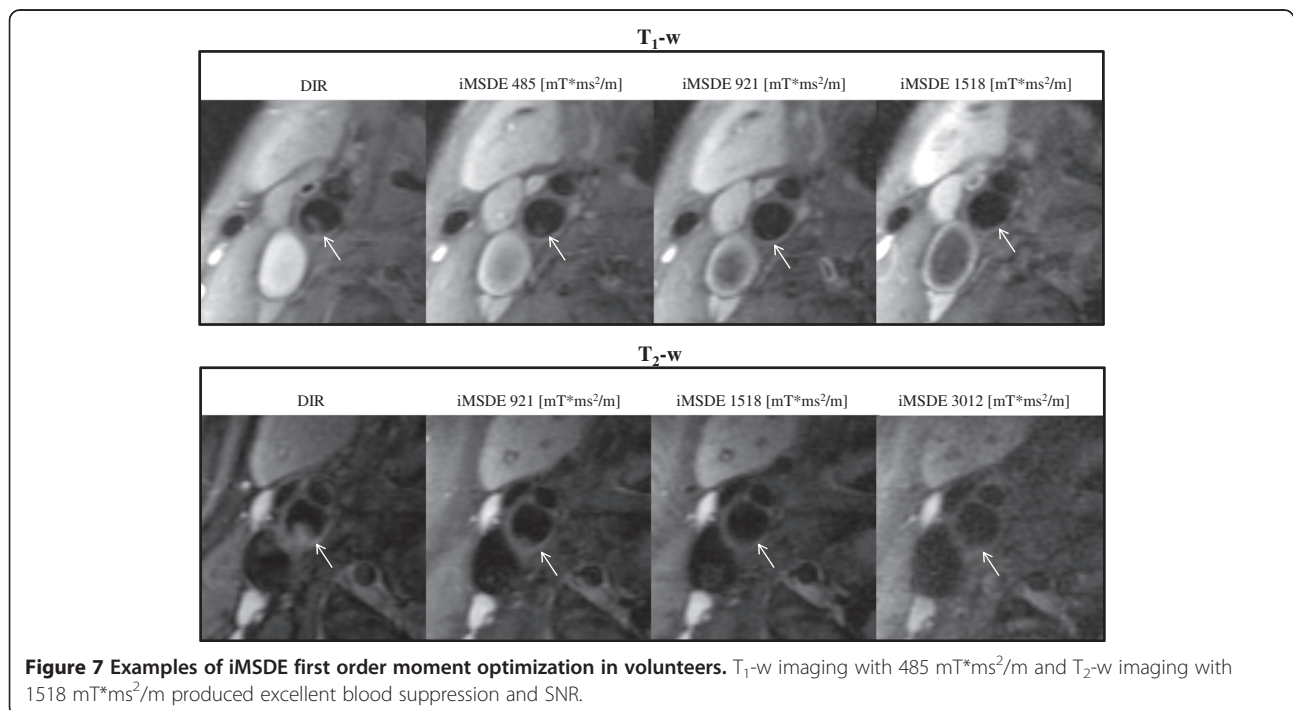 T₁-w
DIR iMSDE 485 [mT*ms²/m] iMSDE 921 [mT*ms²/m] iMSDE 1518 [mT*ms²/m]
T₂-w
DIR iMSDE 921 [mT*ms²/m] iMSDE 1518 [mT*ms²/m] iMSDE 3012 [mT*ms²/m]
Figure 7 Examples of iMSDE first order moment optimization in volunteers. T₁-w imaging with 485 mT*ms²/m and T₂-w imaging with
1518 mT*ms²/m produced excellent blood suppression and SNR.